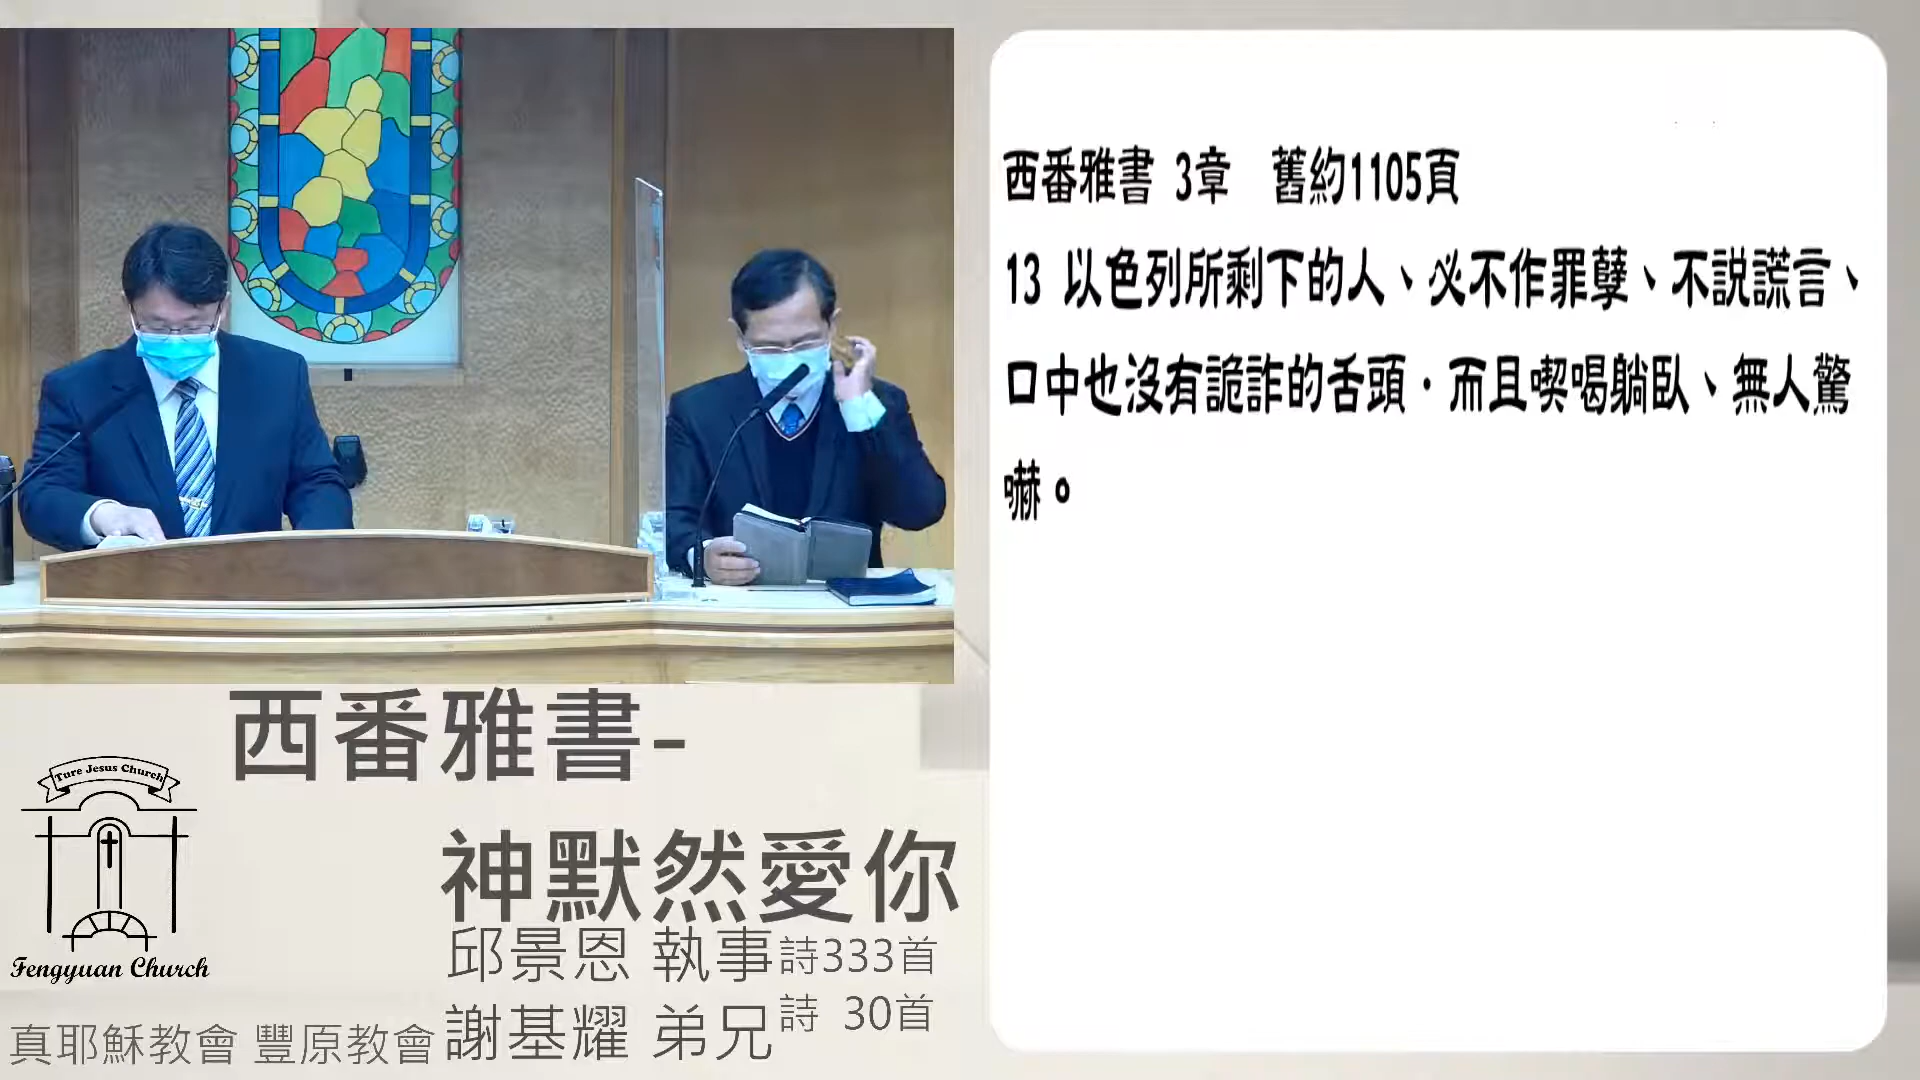 西番雅書 3章　舊約1105頁
13 以色列所剩下的人、必不作罪孽、不説謊言、
口中也沒有詭詐的舌頭．而且喫喝躺臥、無人驚
嚇。
西番雅書-
神默然愛你
邱景恩 執事
詩333首
謝基耀 弟兄
詩 30首
Ture Jesus Church
Fengyuan Church
真耶穌教會 豐原教會